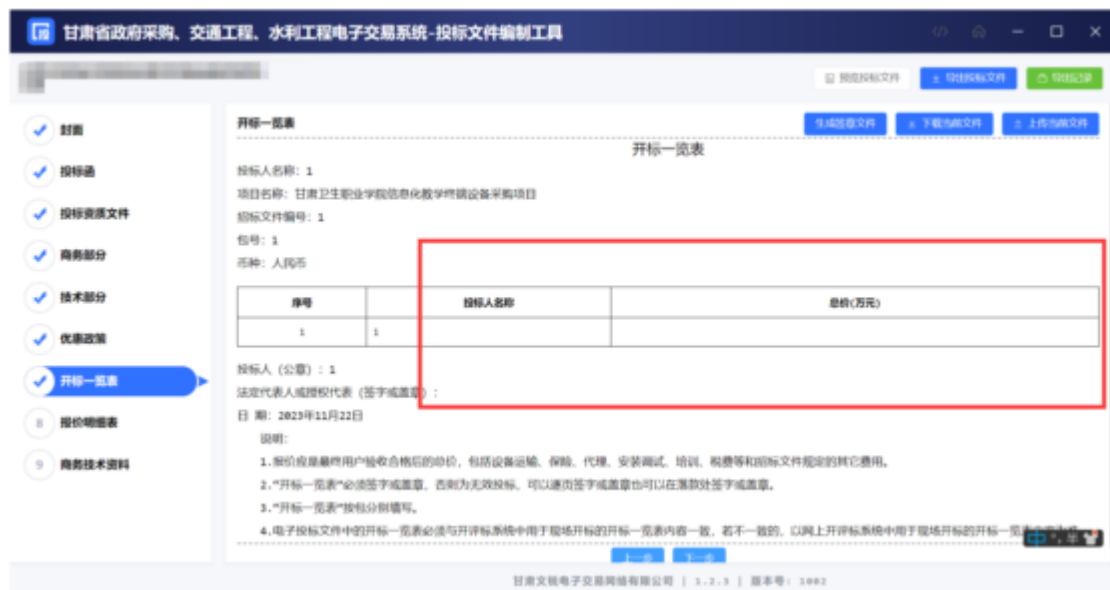 甘肃省政府采购、交通工程、水利工程电子交易系统-投标文件编制工具
预览投标文件
导出投标文件
导出记录
封面
投标函
投标资质文件
商务部分
技术部分
优惠政策
开标一览表
8 报价明细表
9 商务技术资料
开标一览表
生成签章文件
下载当前文件
上传当前文件
开标一览表
投标人名称: 1
项目名称: 甘肃卫生职业学院信息化教学终端设备采购项目
招标文件编号: 1
包号: 1
币种: 人民币
序号 投标人名称 总价(万元)
1 1
投标人 (公章) : 1
法定代表人或授权代表 (签字或盖章) :
日 期: 2023年11月22日
说明:
1.报价应是最终用户验收合格后的总价, 包括设备运输、保险、代理、安装调试、培训、税费等和招标文件规定的其它费用。
2."开标一览表"必须签字或盖章, 否则为无效投标, 可以逐页签字或盖章也可以在落款处签字或盖章。
3."开标一览表"按包分别填写。
4.电子投标文件中的开标一览表必须与开评标系统中用于现场开标的开标一览表内容一致, 若不一致的, 以网上开评标系统中用于现场开标的开标一览
上一步
下一步
甘肃文锐电子交易网络有限公司 | 1.2.3 | 版本号: 1002